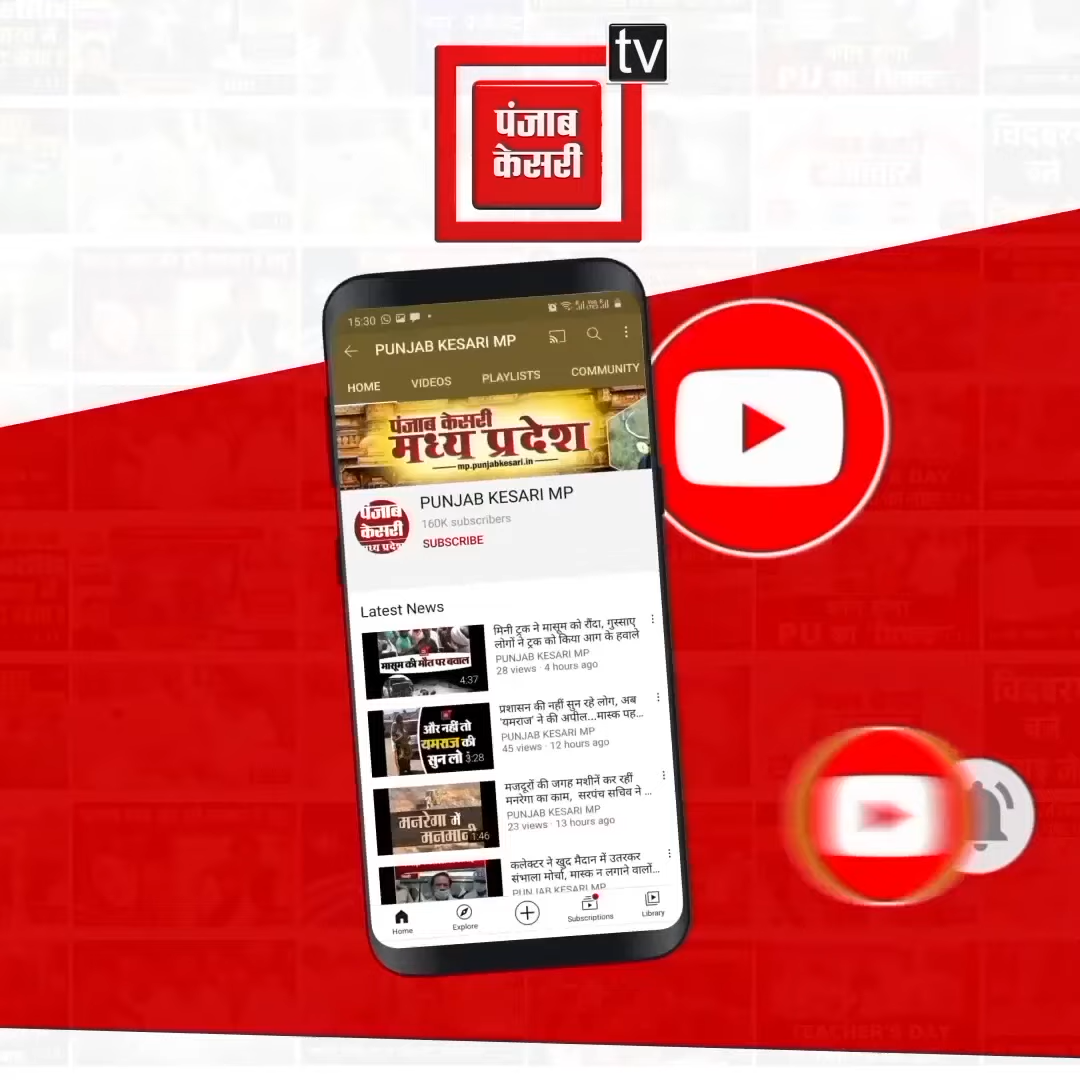 tv
पंजाब
केसरी
15:30
PUNJAB KESARI MP
HOME VIDEOS PLAYLISTS COMMUNITY
पंजाब केसरी
मध्य प्रदेश
mp.punjabkesari.in
पंजाब
केसरी
मध्य प्रदेश
PUNJAB KESARI MP
160K subscribers
SUBSCRIBE
Latest News
मासूम की मौत पर बवाल
4:37
मिनी ट्रक ने मासूम को रौंदा, गुस्साए
लोगों ने ट्रक को किया आग के हवाले
PUNJAB KESARI MP
28 views · 4 hours ago
और नहीं तो
यमराज की
सुन लो
3:28
प्रशासन की नहीं सुन रहे लोग, अब
'यमराज' ने की अपील...मास्क पह...
PUNJAB KESARI MP
45 views · 12 hours ago
मनरेगा में
मनमानी
1:46
मजदूरों की जगह मशीनें कर रहीं
मनरेगा का काम, सरपंच सचिव ने ...
PUNJAB KESARI MP
23 views · 13 hours ago
कलेक्टर ने खुद मैदान में उतरकर
संभाला मोर्चा, मास्क न लगाने वालों...
PUNJAB KESARI MP
Home Explore Subscriptions Library
TEACHER'S DAY